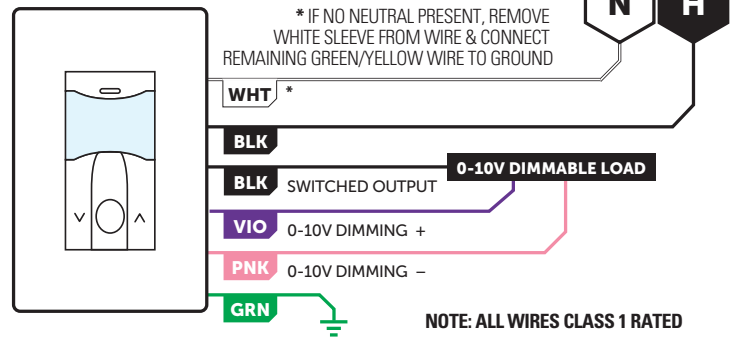 N H
* IF NO NEUTRAL PRESENT, REMOVE
WHITE SLEEVE FROM WIRE & CONNECT
REMAINING GREEN/YELLOW WIRE TO GROUND
WHT *
BLK
BLK SWITCHED OUTPUT
0-10V DIMMABLE LOAD
VIO 0-10V DIMMING +
PNK 0-10V DIMMING –
GRN
NOTE: ALL WIRES CLASS 1 RATED